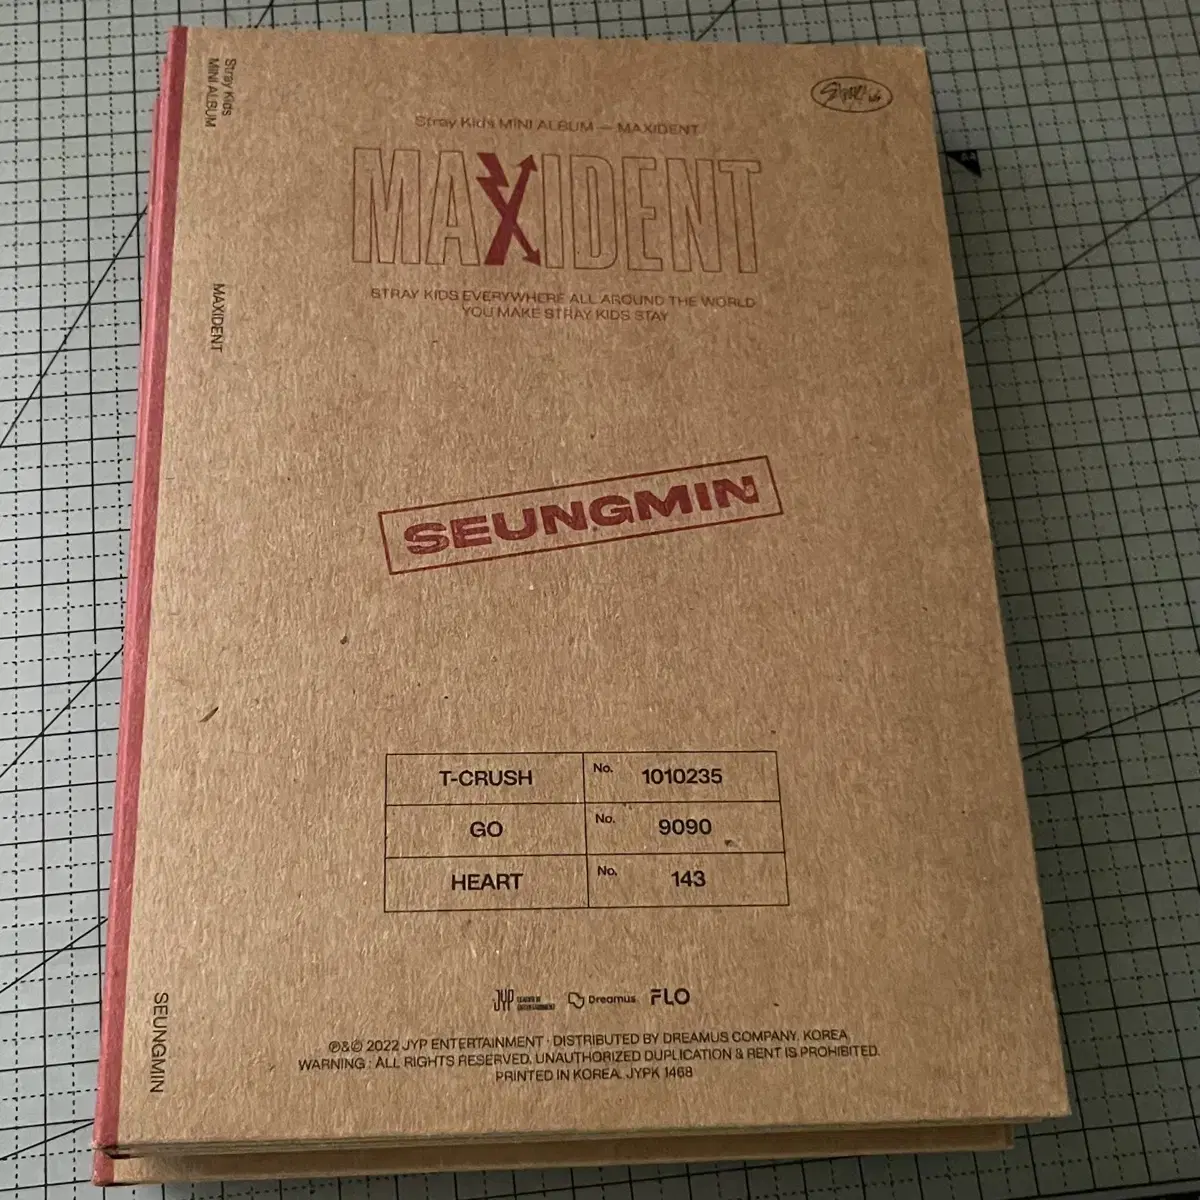 Stray Kids
MINI ALBUM
MAXIDENT
SEUNGMIN
Stray Kids MINI ALBUM — MAXIDENT
MAXIDENT
STRAY KIDS EVERYWHERE ALL AROUND THE WORLD
YOU MAKE STRAY KIDS STAY
SEUNGMIN
T-CRUSH No. 1010235
GO No. 9090
HEART No. 143
JYP Dreamus FLO
℗&© 2022 JYP ENTERTAINMENT · DISTRIBUTED BY DREAMUS COMPANY. KOREA
WARNING : ALL RIGHTS RESERVED. UNAUTHORIZED DUPLICATION & RENT IS PROHIBITED.
PRINTED IN KOREA. JYPK 1468